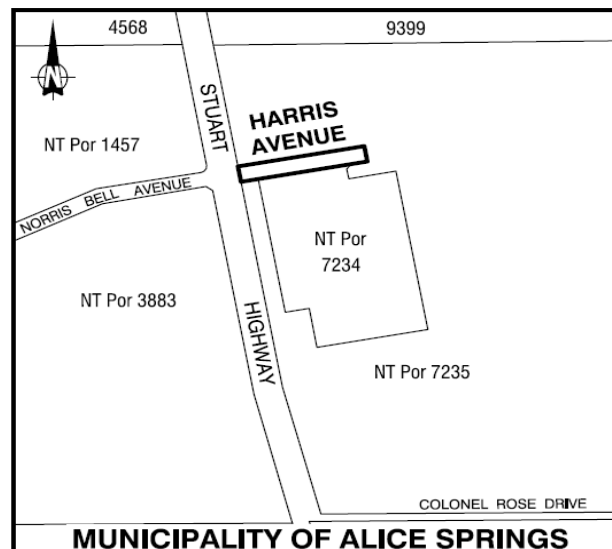 4568
9399
N
STUART
HARRIS
AVENUE
NT Por 1457
NORRIS BELL AVENUE
NT Por
7234
NT Por 3883
HIGHWAY
NT Por 7235
COLONEL ROSE DRIVE
MUNICIPALITY OF ALICE SPRINGS